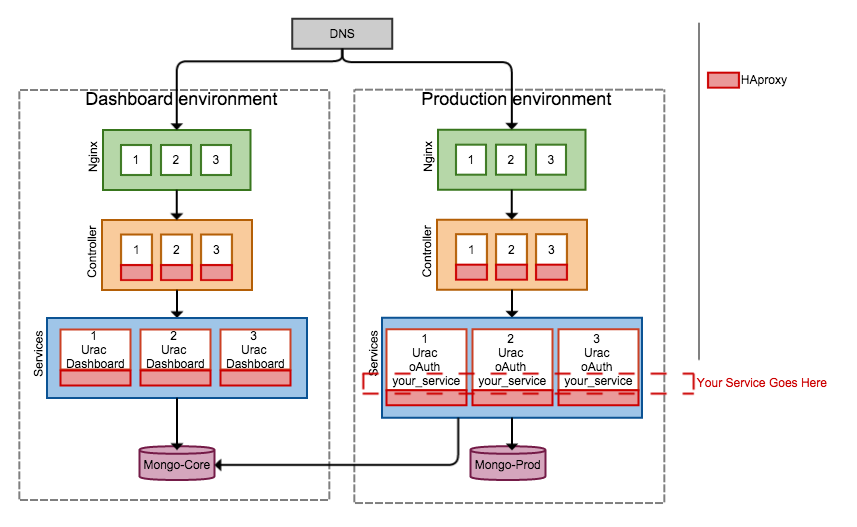 DNS
HAproxy
Dashboard environment
Production environment
Nginx
1 2 3
Nginx
1 2 3
Controller
1 2 3
Controller
1 2 3
Services
1 2 3
Urac Urac Urac
Dashboard Dashboard Dashboard
Services
1 2 3
Urac Urac Urac
oAuth oAuth oAuth
your_service your_service your_service
Your Service Goes Here
Mongo-Core
Mongo-Prod